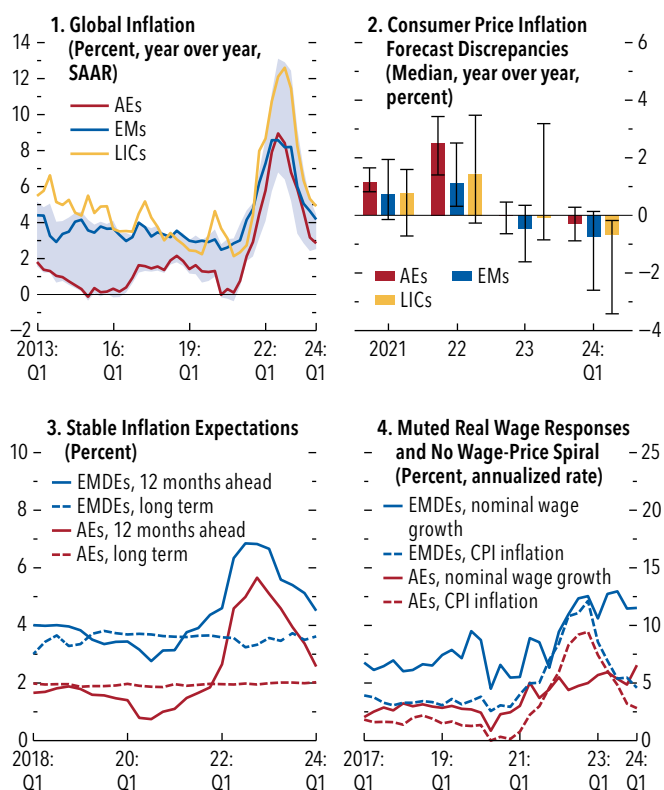 1. Global Inflation
(Percent, year over year,
SAAR)
14
12
10
8
6
4
2
0
−2
AEs
EMs
LICs
2013:
Q1
16:
Q1
19:
Q1
22:
Q1
24:
Q1
2. Consumer Price Inflation
Forecast Discrepancies
(Median, year over year,
percent)
6
4
2
0
−2
−4
AEs
EMs
LICs
2021
22
23
24:
Q1
3. Stable Inflation Expectations
(Percent)
10
8
6
4
2
0
EMDEs, 12 months ahead
EMDEs, long term
AEs, 12 months ahead
AEs, long term
2018:
Q1
20:
Q1
22:
Q1
24:
Q1
4. Muted Real Wage Responses
and No Wage-Price Spiral
(Percent, annualized rate)
25
20
15
10
5
0
EMDEs, nominal wage
growth
EMDEs, CPI inflation
AEs, nominal wage growth
AEs, CPI inflation
2017:
Q1
19:
Q1
21:
Q1
23:
Q1
24:
Q1